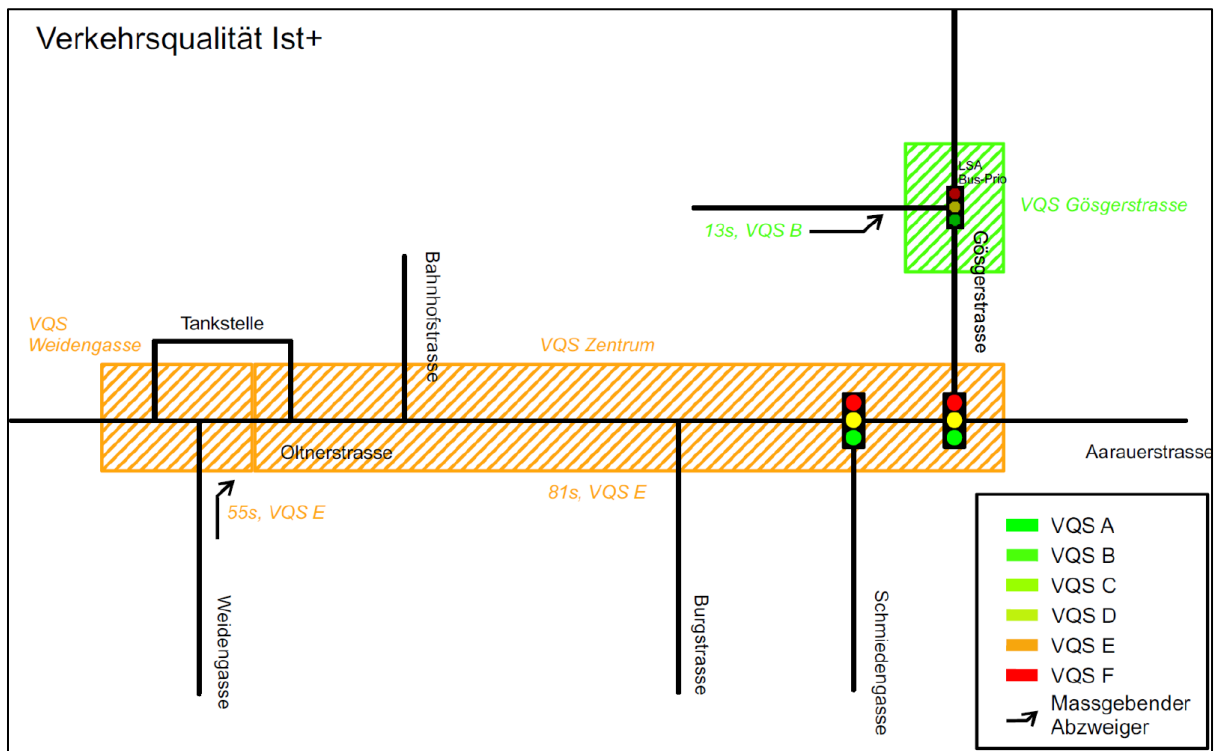 Verkehrsqualität Ist+
LSA
Bus-Prio
VQS Gösgerstrasse
13s, VQS B
Gösgerstrasse
Bahnhofstrasse
VQS
Weidengasse
Tankstelle
VQS Zentrum
Oltnerstrasse
Aarauerstrasse
55s, VQS E
81s, VQS E
Weidengasse
Burgstrasse
Schmiedengasse
VQS A
VQS B
VQS C
VQS D
VQS E
VQS F
Massgebender
Abzweiger